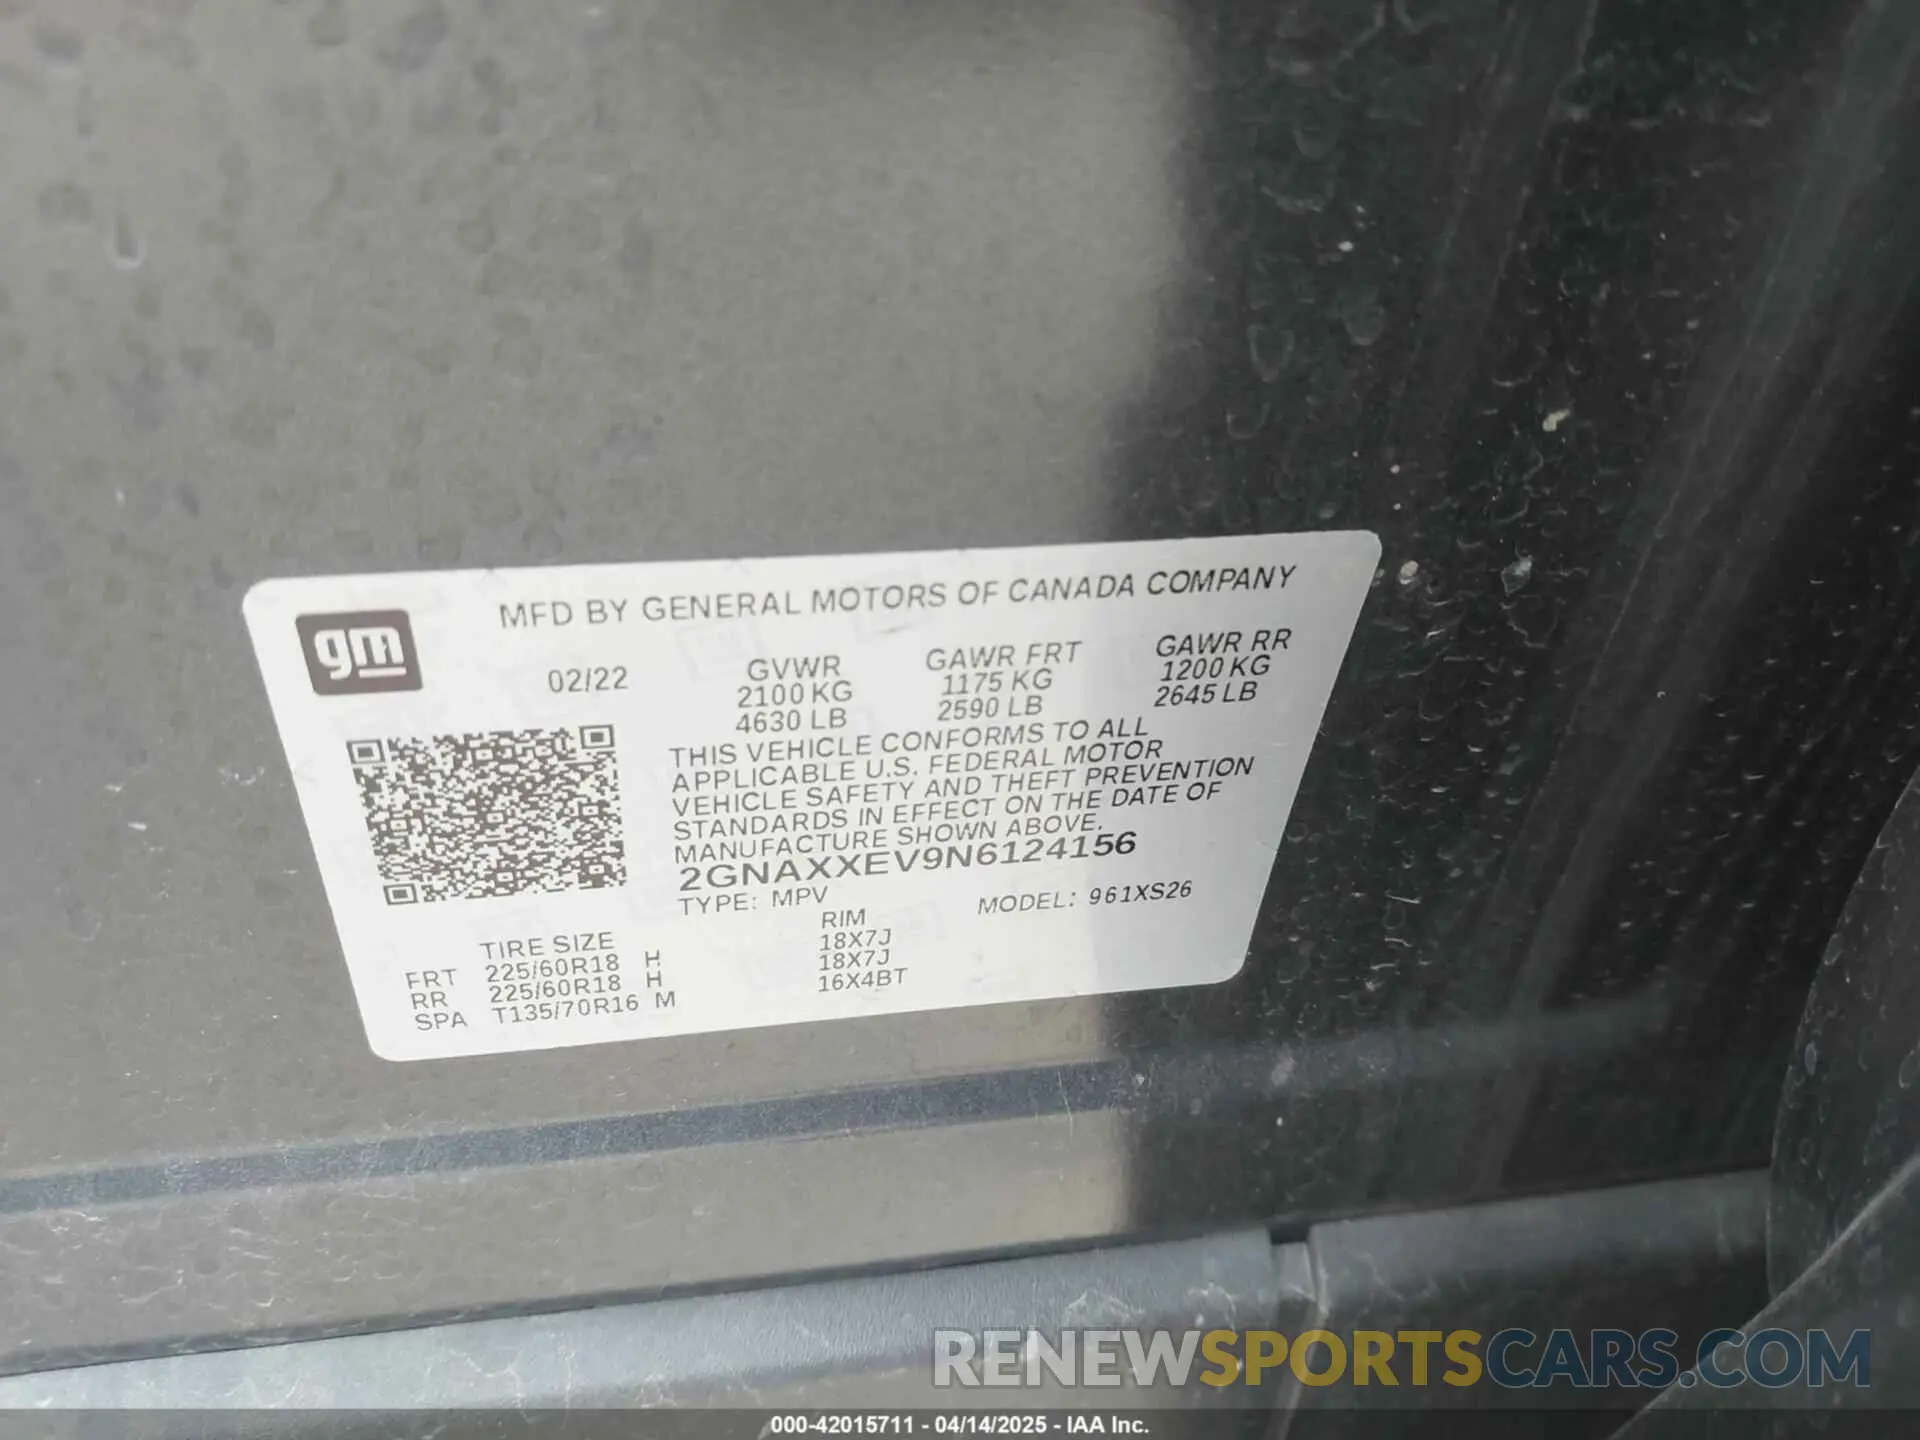 gm
MFD BY GENERAL MOTORS OF CANADA COMPANY
02/22
GVWR GAWR FRT GAWR RR
2100 KG 1175 KG 1200 KG
4630 LB 2590 LB 2645 LB
THIS VEHICLE CONFORMS TO ALL
APPLICABLE U.S. FEDERAL MOTOR
VEHICLE SAFETY AND THEFT PREVENTION
STANDARDS IN EFFECT ON THE DATE OF
MANUFACTURE SHOWN ABOVE.
2GNAXXEV9N6124156
TYPE: MPV MODEL: 961XS26
TIRE SIZE RIM
FRT 225/60R18 H 18X7J
RR 225/60R18 H 18X7J
SPA T135/70R16 M 16X4BT
RENEWSPORTSCARS.COM
000-42015711 - 04/14/2025 - IAA Inc.